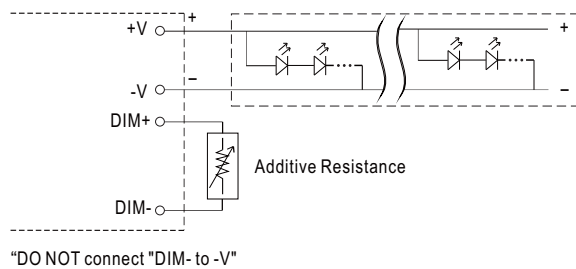 +V
+
+
-V
−
−
DIM+
Additive Resistance
DIM-
“DO NOT connect "DIM- to -V"